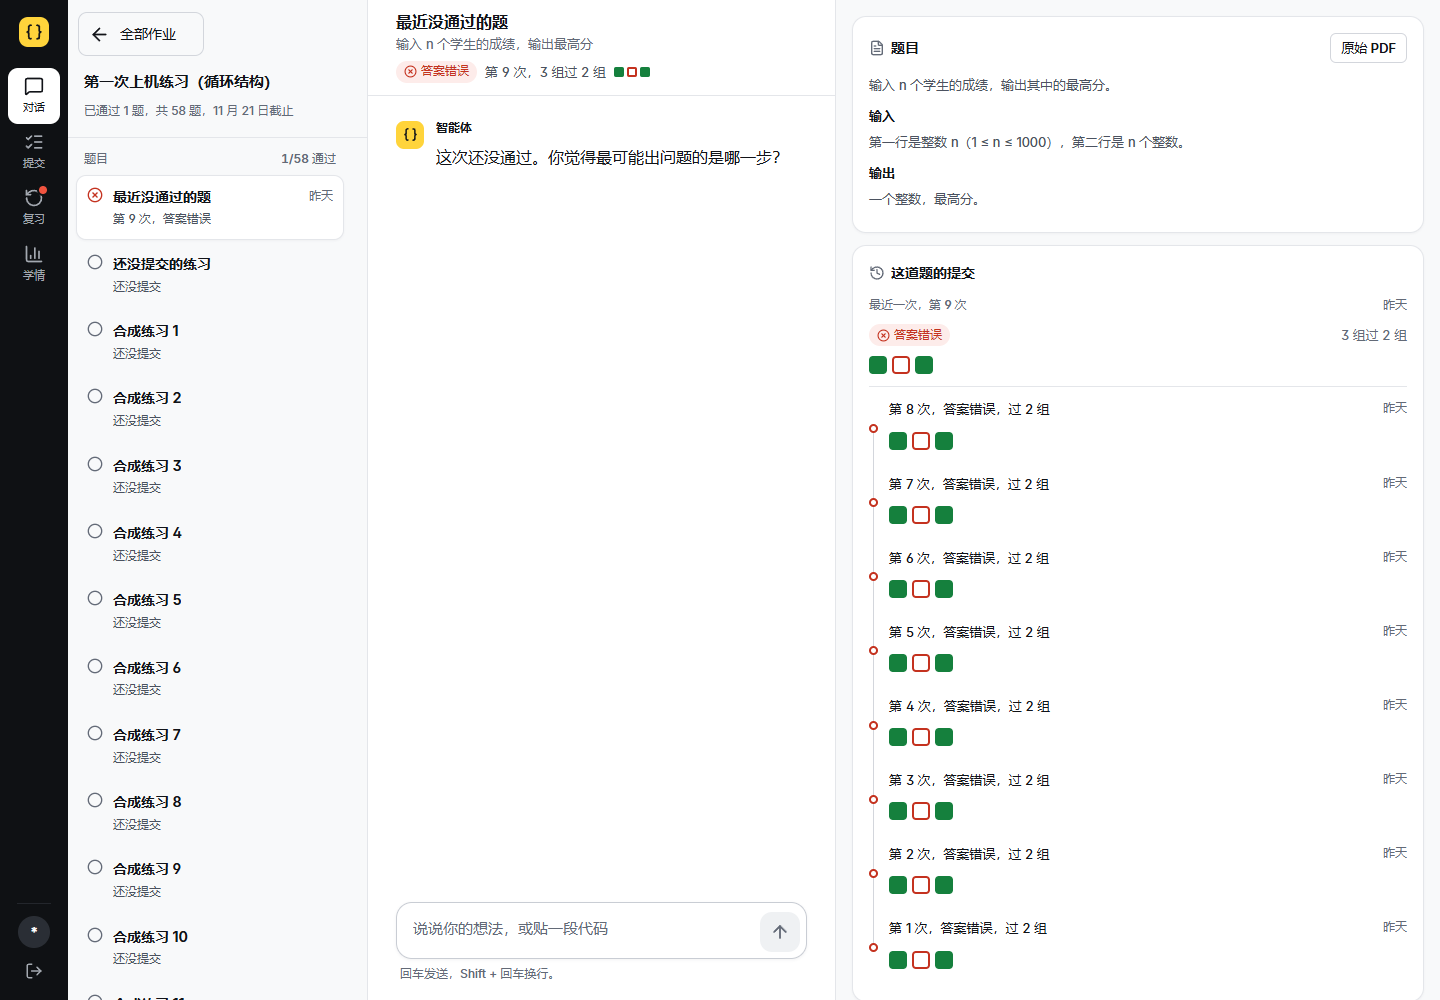 { }
对话
提交
复习
学情
*
全部作业
第一次上机练习（循环结构）
已通过 1 题，共 58 题，11 月 21 日截止
题目
1/58 通过
最近没通过的题
昨天
第 9 次，答案错误
还没提交的练习
还没提交
合成练习 1
还没提交
合成练习 2
还没提交
合成练习 3
还没提交
合成练习 4
还没提交
合成练习 5
还没提交
合成练习 6
还没提交
合成练习 7
还没提交
合成练习 8
还没提交
合成练习 9
还没提交
合成练习 10
还没提交
最近没通过的题
输入 n 个学生的成绩，输出最高分
答案错误 第 9 次，3 组过 2 组
{ }
智能体
这次还没通过。你觉得最可能出问题的是哪一步？
说说你的想法，或贴一段代码
回车发送，Shift + 回车换行。
题目
原始 PDF
输入 n 个学生的成绩，输出其中的最高分。
输入
第一行是整数 n（1 ≤ n ≤ 1000），第二行是 n 个整数。
输出
一个整数，最高分。
这道题的提交
最近一次，第 9 次
昨天
答案错误
3 组过 2 组
第 8 次，答案错误，过 2 组
昨天
第 7 次，答案错误，过 2 组
昨天
第 6 次，答案错误，过 2 组
昨天
第 5 次，答案错误，过 2 组
昨天
第 4 次，答案错误，过 2 组
昨天
第 3 次，答案错误，过 2 组
昨天
第 2 次，答案错误，过 2 组
昨天
第 1 次，答案错误，过 2 组
昨天